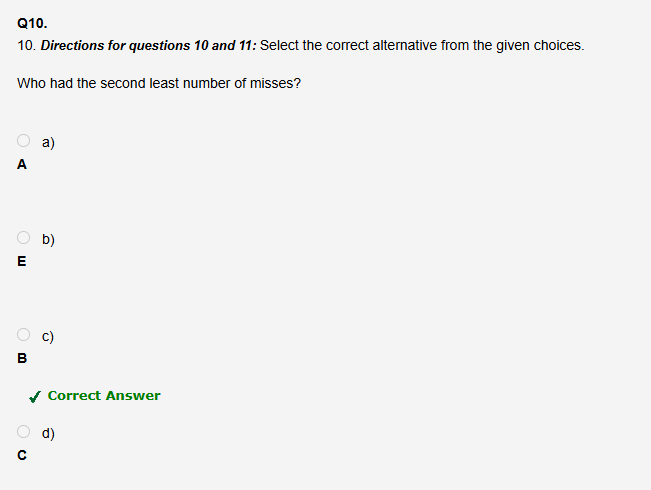 Q10.
10. Directions for questions 10 and 11: Select the correct alternative from the given choices.
Who had the second least number of misses?
a)
A
b)
E
c)
B
✓ Correct Answer
d)
C